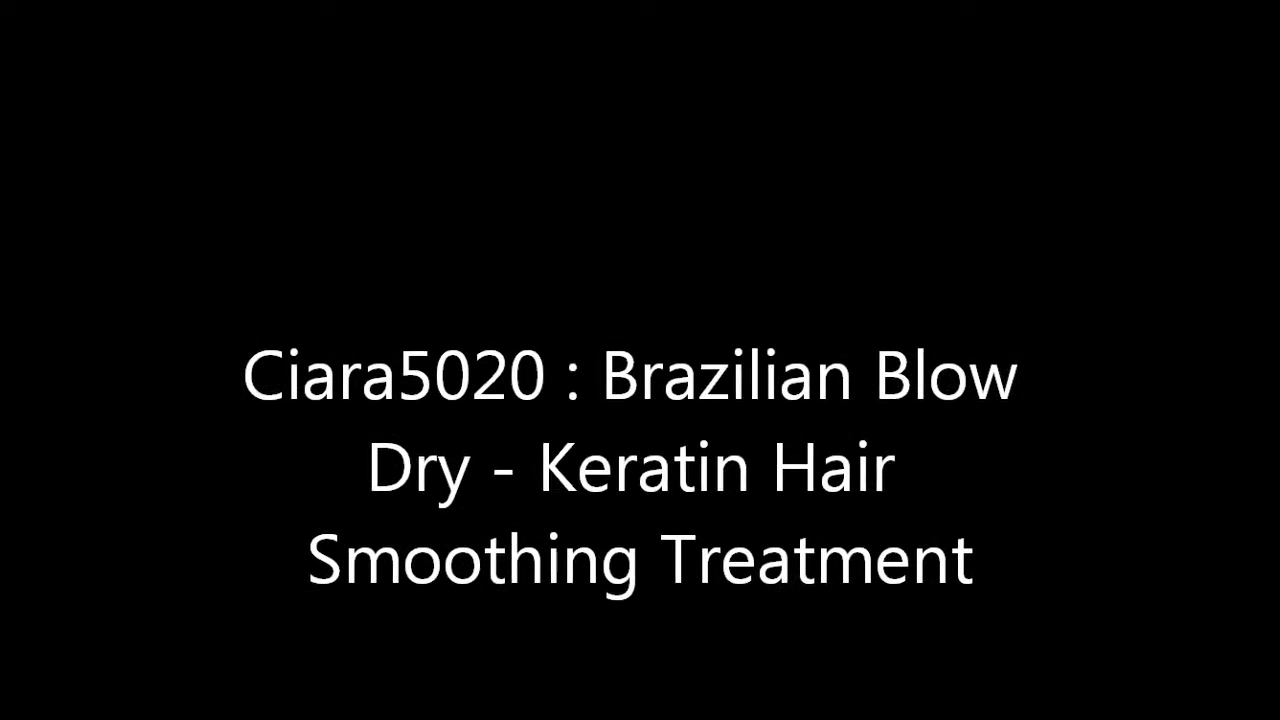 Ciara5020 : Brazilian Blow
Dry - Keratin Hair
Smoothing Treatment